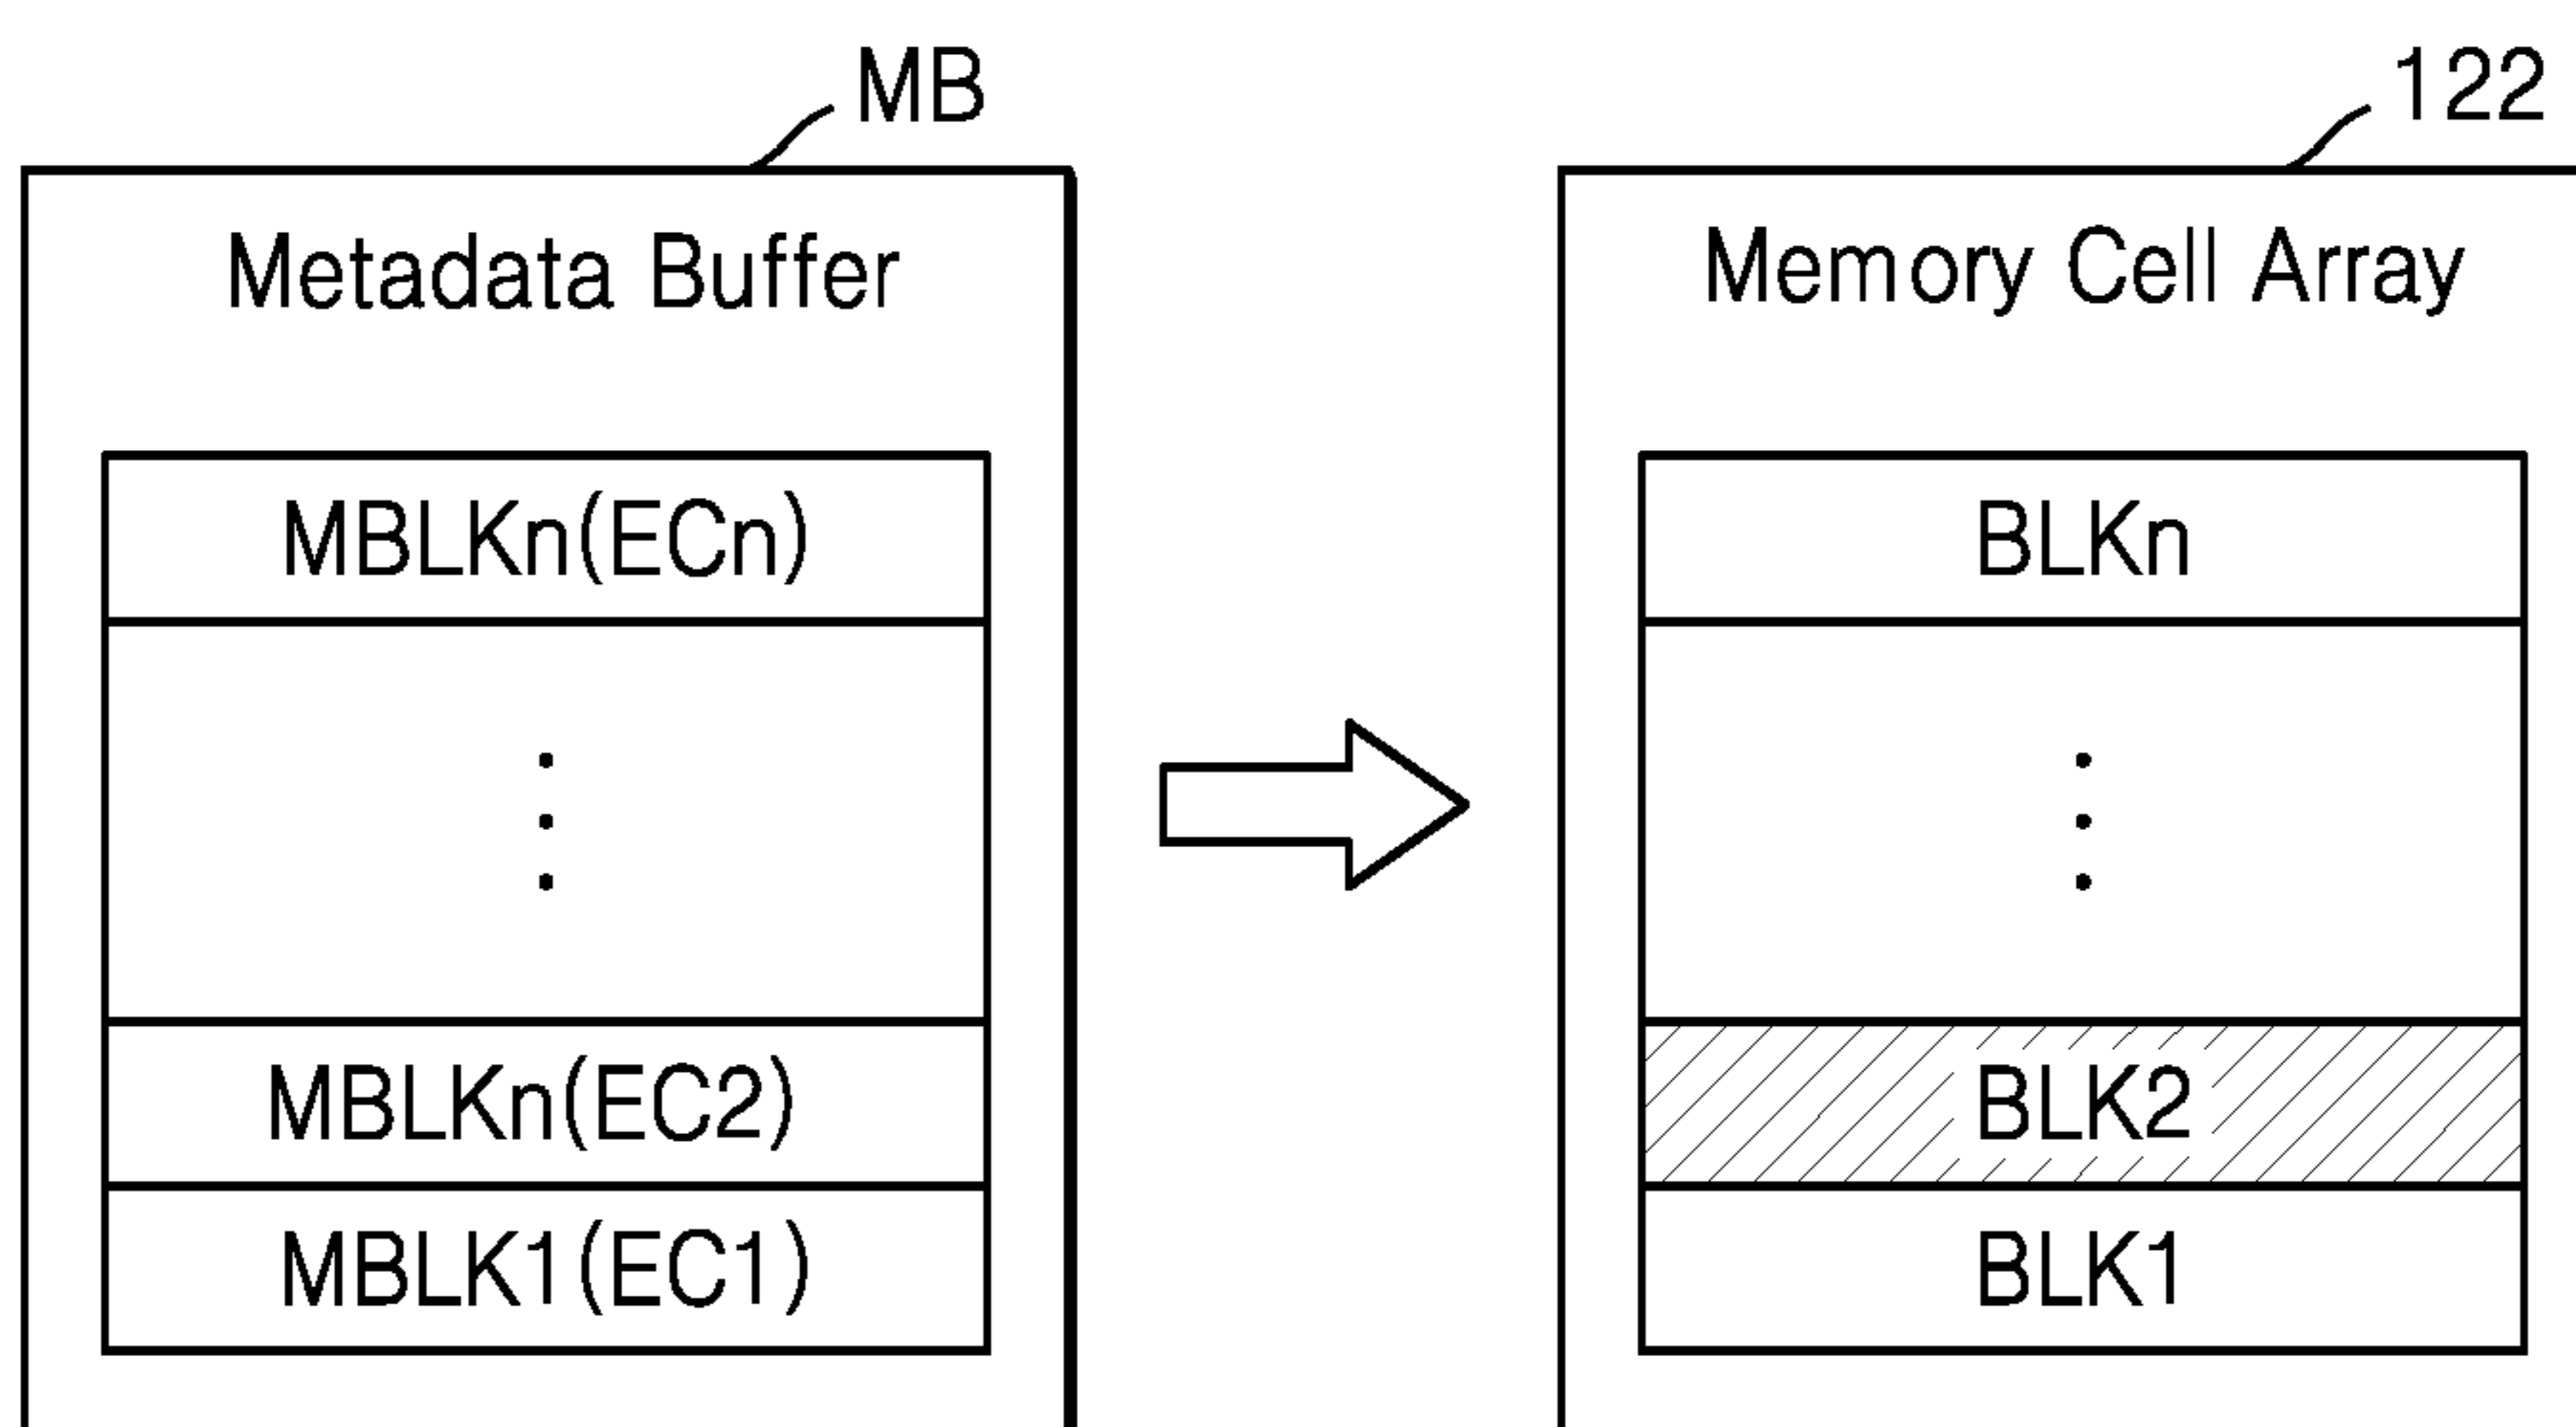 MB
Metadata Buffer
MBLKn(ECn)
MBLKn(EC2)
MBLK1(EC1)
122
Memory Cell Array
BLKn
BLK2
BLK1